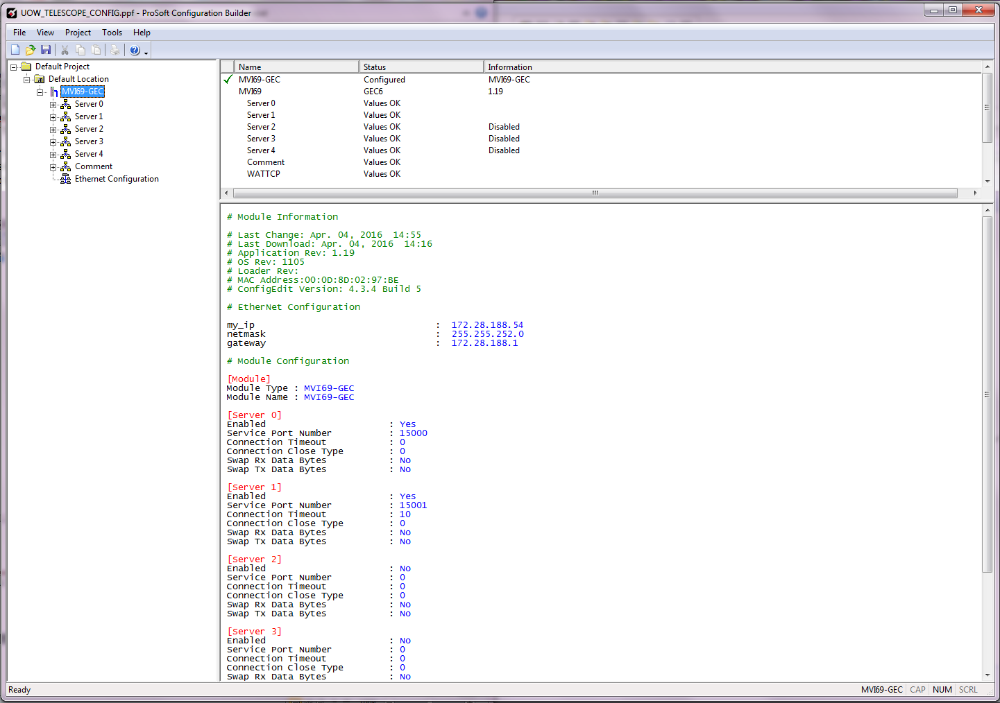 UOW_TELESCOPE_CONFIG.ppf - ProSoft Configuration Builder
File View Project Tools Help
Default Project
Default Location
MVI69-GEC
Server 0
Server 1
Server 2
Server 3
Server 4
Comment
Ethernet Configuration
Name Status Information
MVI69-GEC Configured MVI69-GEC
MVI69 GEC6 1.19
Server 0 Values OK
Server 1 Values OK
Server 2 Values OK Disabled
Server 3 Values OK Disabled
Server 4 Values OK Disabled
Comment Values OK
WATTCP Values OK
# Module Information
# Last Change: Apr. 04, 2016 14:55
# Last Download: Apr. 04, 2016 14:16
# Application Rev: 1.19
# OS Rev: 1105
# Loader Rev:
# MAC Address:00:0D:8D:02:97:BE
# ConfigEdit Version: 4.3.4 Build 5
# EtherNet Configuration
my_ip : 172.28.188.54
netmask : 255.255.252.0
gateway : 172.28.188.1
# Module Configuration
[Module]
Module Type : MVI69-GEC
Module Name : MVI69-GEC
[Server 0]
Enabled : Yes
Service Port Number : 15000
Connection Timeout : 0
Connection Close Type : 0
Swap Rx Data Bytes : No
Swap Tx Data Bytes : No
[Server 1]
Enabled : Yes
Service Port Number : 15001
Connection Timeout : 10
Connection Close Type : 0
Swap Rx Data Bytes : No
Swap Tx Data Bytes : No
[Server 2]
Enabled : No
Service Port Number : 0
Connection Timeout : 0
Connection Close Type : 0
Swap Rx Data Bytes : No
Swap Tx Data Bytes : No
[Server 3]
Enabled : No
Service Port Number : 0
Connection Timeout : 0
Connection Close Type : 0
Swap Rx Data Bytes : No
Ready MVI69-GEC CAP NUM SCRL